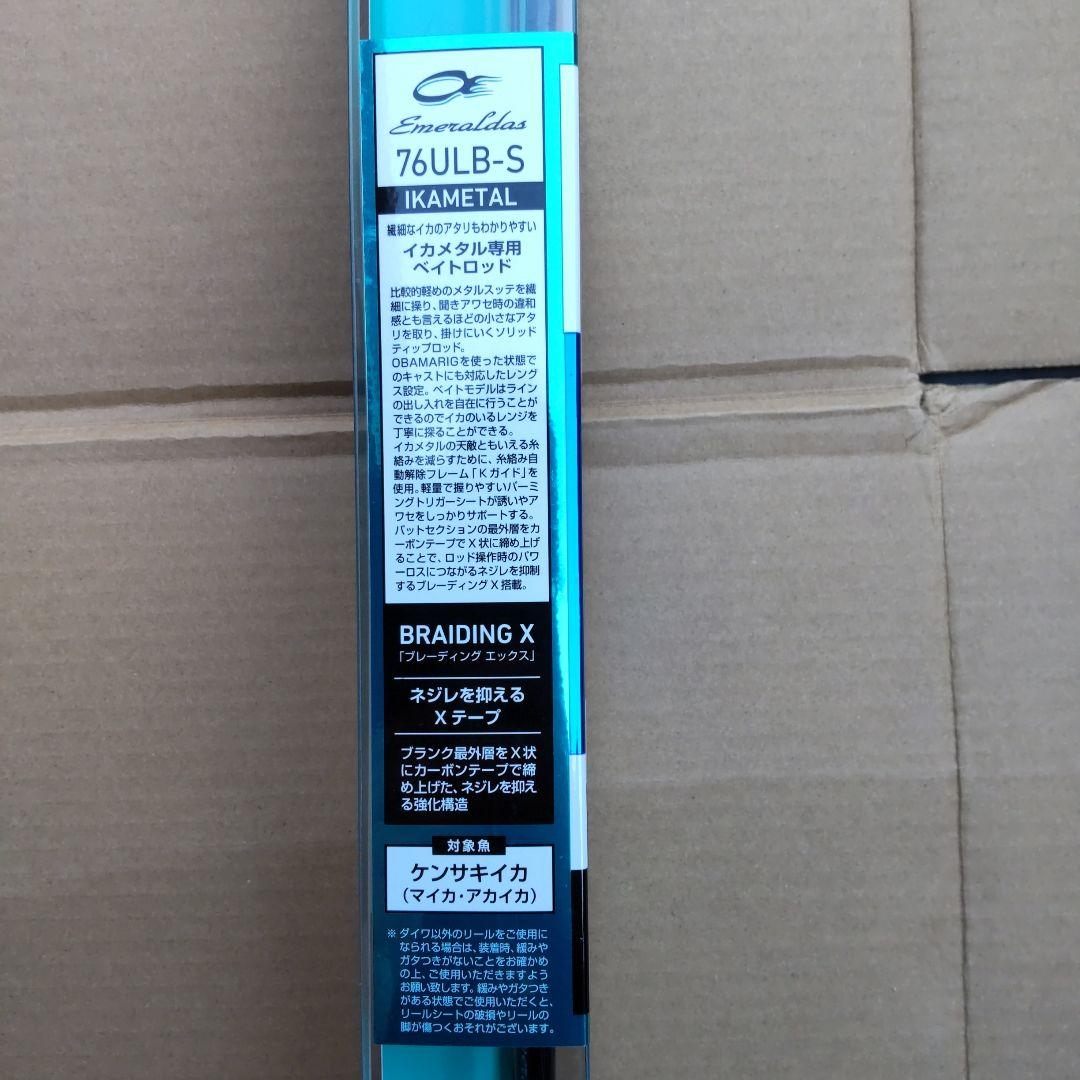 Emeraldas
76ULB-S
IKAMETAL
繊細なイカのアタリもわかりやすい
イカメタル専用
ベイトロッド
比較的軽めのメタルスッテを繊
細に操り、聞きアワセ時の違和
感とも言えるほどの小さなアタ
リを取り、掛けにいくソリッド
ティップロッド。
OBAMARIGを使った状態で
のキャストにも対応したレング
ス設定。ベイトモデルはライン
の出し入れを自在に行うことが
できるのでイカのいるレンジを
丁寧に探ることができる。
イカメタルの天敵ともいえる糸
絡みを減らすために、糸絡み自
動解除フレーム「Kガイド」を
使用。軽量で握りやすいパーミ
ングトリガーシートが誘いやア
ワセをしっかりサポートする。
バットセクションの最外層をカ
ーボンテープでX状に締め上げ
ることで、ロッド操作時のパワ
ーロスにつながるネジレを抑制
するブレーディングX搭載。
BRAIDING X
「ブレーディング エックス」
ネジレを抑える
Xテープ
ブランク最外層をX状
にカーボンテープで締
め上げた、ネジレを抑え
る強化構造
対象魚
ケンサキイカ
(マイカ・アカイカ)
※ダイワ以外のリールをご使用に
なられる場合は、装着時、緩みや
ガタつきがないことをお確かめ
の上、ご使用いただきますよう
お願い致します。緩みやガタつき
がある状態でご使用いただくと、
リールシートの破損やリールの
脚が傷つくおそれがございます。